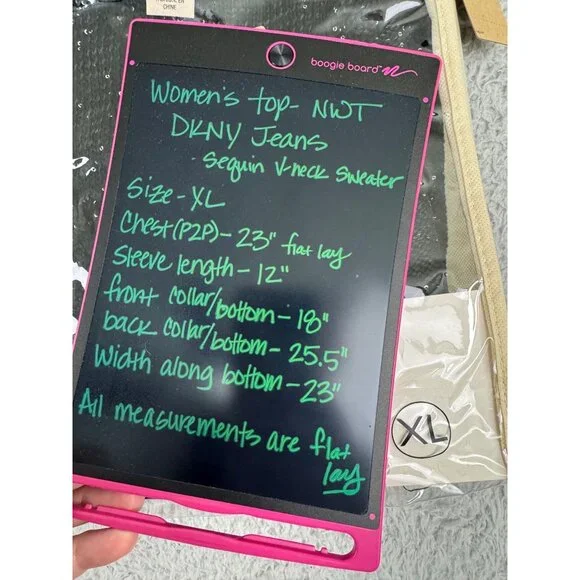 CHINE
boogie board™
Women's top - NWT
DKNY Jeans
- Sequin V-neck Sweater
Size - XL
Chest (P2P) - 23" flat lay
Sleeve length - 12"
front collar/bottom - 18"
back collar/bottom - 25.5"
Width along bottom - 23"
All measurements are flat
lay
XL